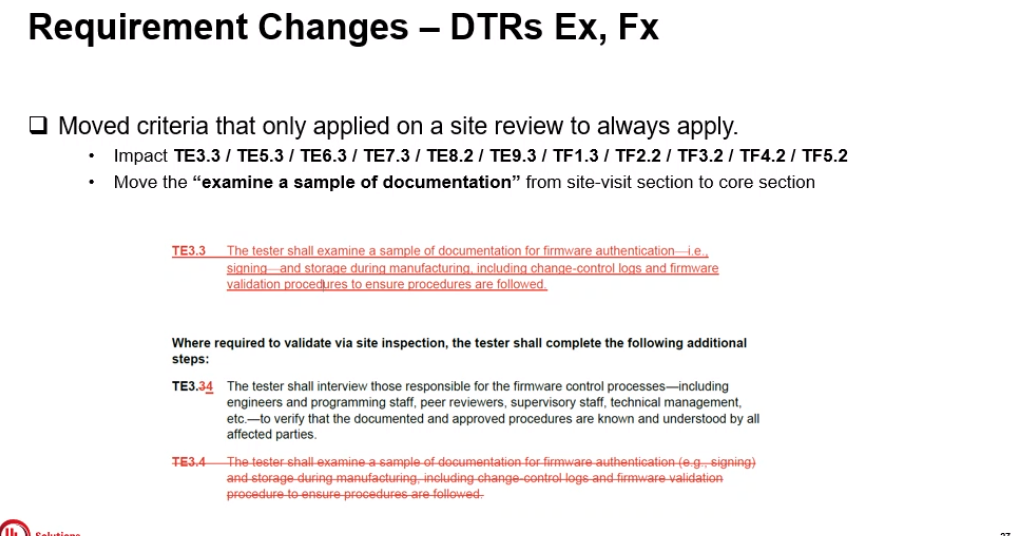 Requirement Changes – DTRs Ex, Fx
❑ Moved criteria that only applied on a site review to always apply.
• Impact TE3.3 / TE5.3 / TE6.3 / TE7.3 / TE8.2 / TE9.3 / TF1.3 / TF2.2 / TF3.2 / TF4.2 / TF5.2
• Move the “examine a sample of documentation” from site-visit section to core section
TE3.3 The tester shall examine a sample of documentation for firmware authentication—i.e.,
signing—and storage during manufacturing, including change-control logs and firmware
validation procedures to ensure procedures are followed.
Where required to validate via site inspection, the tester shall complete the following additional
steps:
TE3.34 The tester shall interview those responsible for the firmware control processes—including
engineers and programming staff, peer reviewers, supervisory staff, technical management,
etc.—to verify that the documented and approved procedures are known and understood by all
affected parties.
TE3.4 The tester shall examine a sample of documentation for firmware authentication (e.g., signing)
and storage during manufacturing, including change-control logs and firmware validation
procedure to ensure procedures are followed.
Solutions